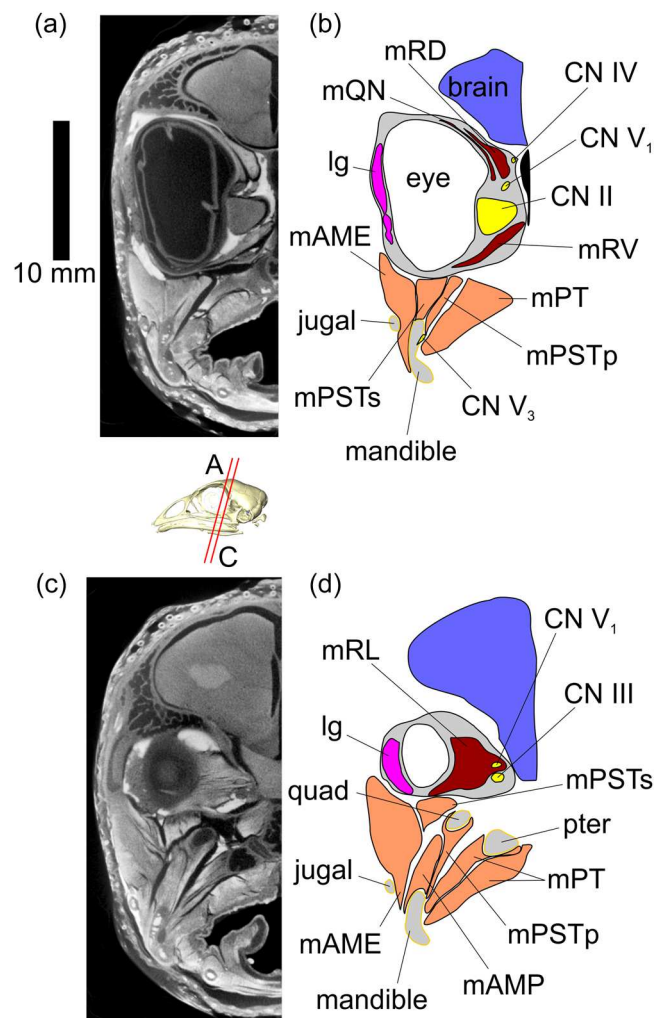 (a)
(b)
mRD
brain
CN IV
mQN
CN V1
lg
eye
CN II
10 mm
mAME
mRV
mPT
jugal
mPSTp
mPSTs
CN V3
mandible
A
C
(c)
(d)
CN V1
mRL
CN III
lg
mPSTs
quad
pter
jugal
mPT
mAME
mPSTp
mAMP
mandible